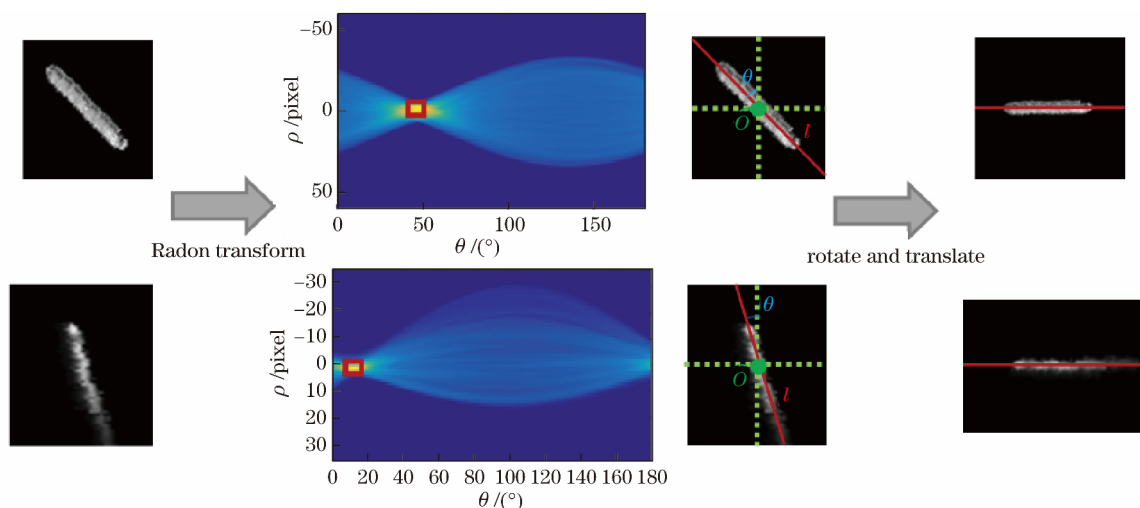 −50
0
50
ρ /pixel
0
50
100
150
θ /(°)
Radon transform
θ
O
l
rotate and translate
−30
−20
−10
0
10
20
30
ρ /pixel
0 20 40 60 80 100 120 140 160 180
θ /(°)
θ
O
l